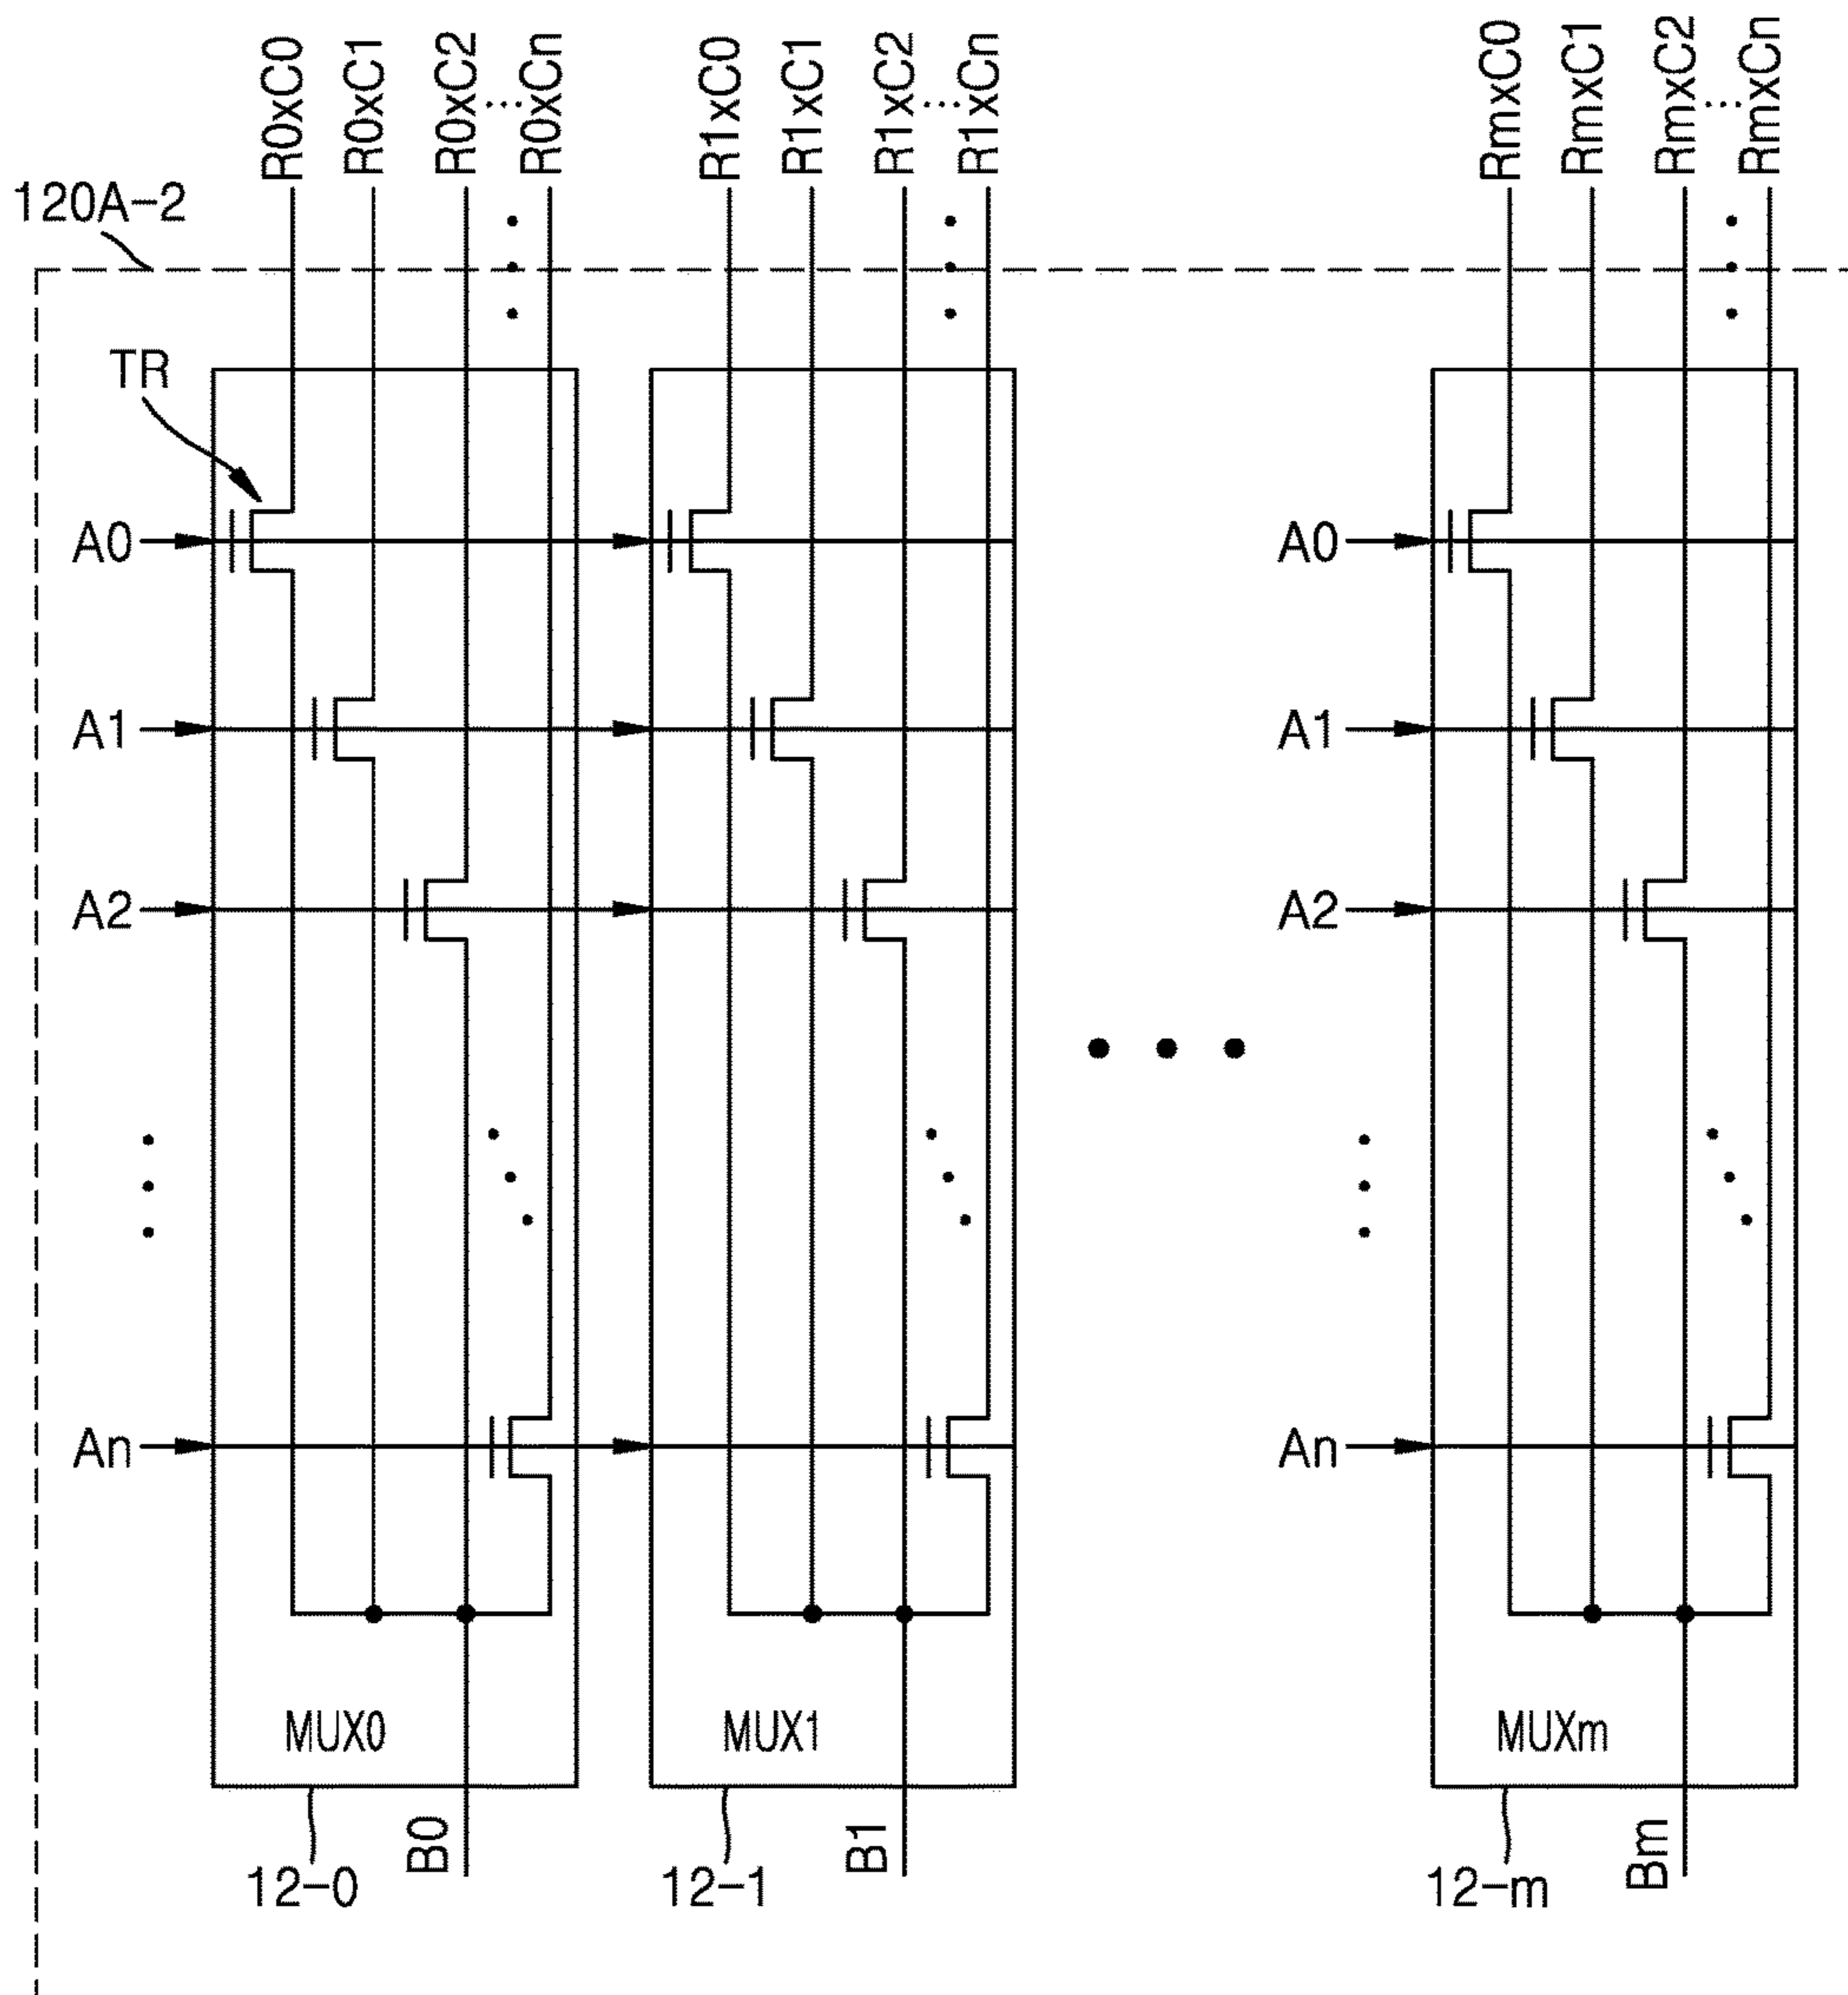 R0xC0
R0xC1
R0xC2
...
R0xCn
R1xC0
R1xC1
R1xC2
...
R1xCn
RmxC0
RmxC1
RmxC2
...
RmxCn
120A-2
TR
A0
A0
A1
A1
A2
A2
An
An
MUX0
MUX1
MUXm
B0
B1
Bm
12-0
12-1
12-m